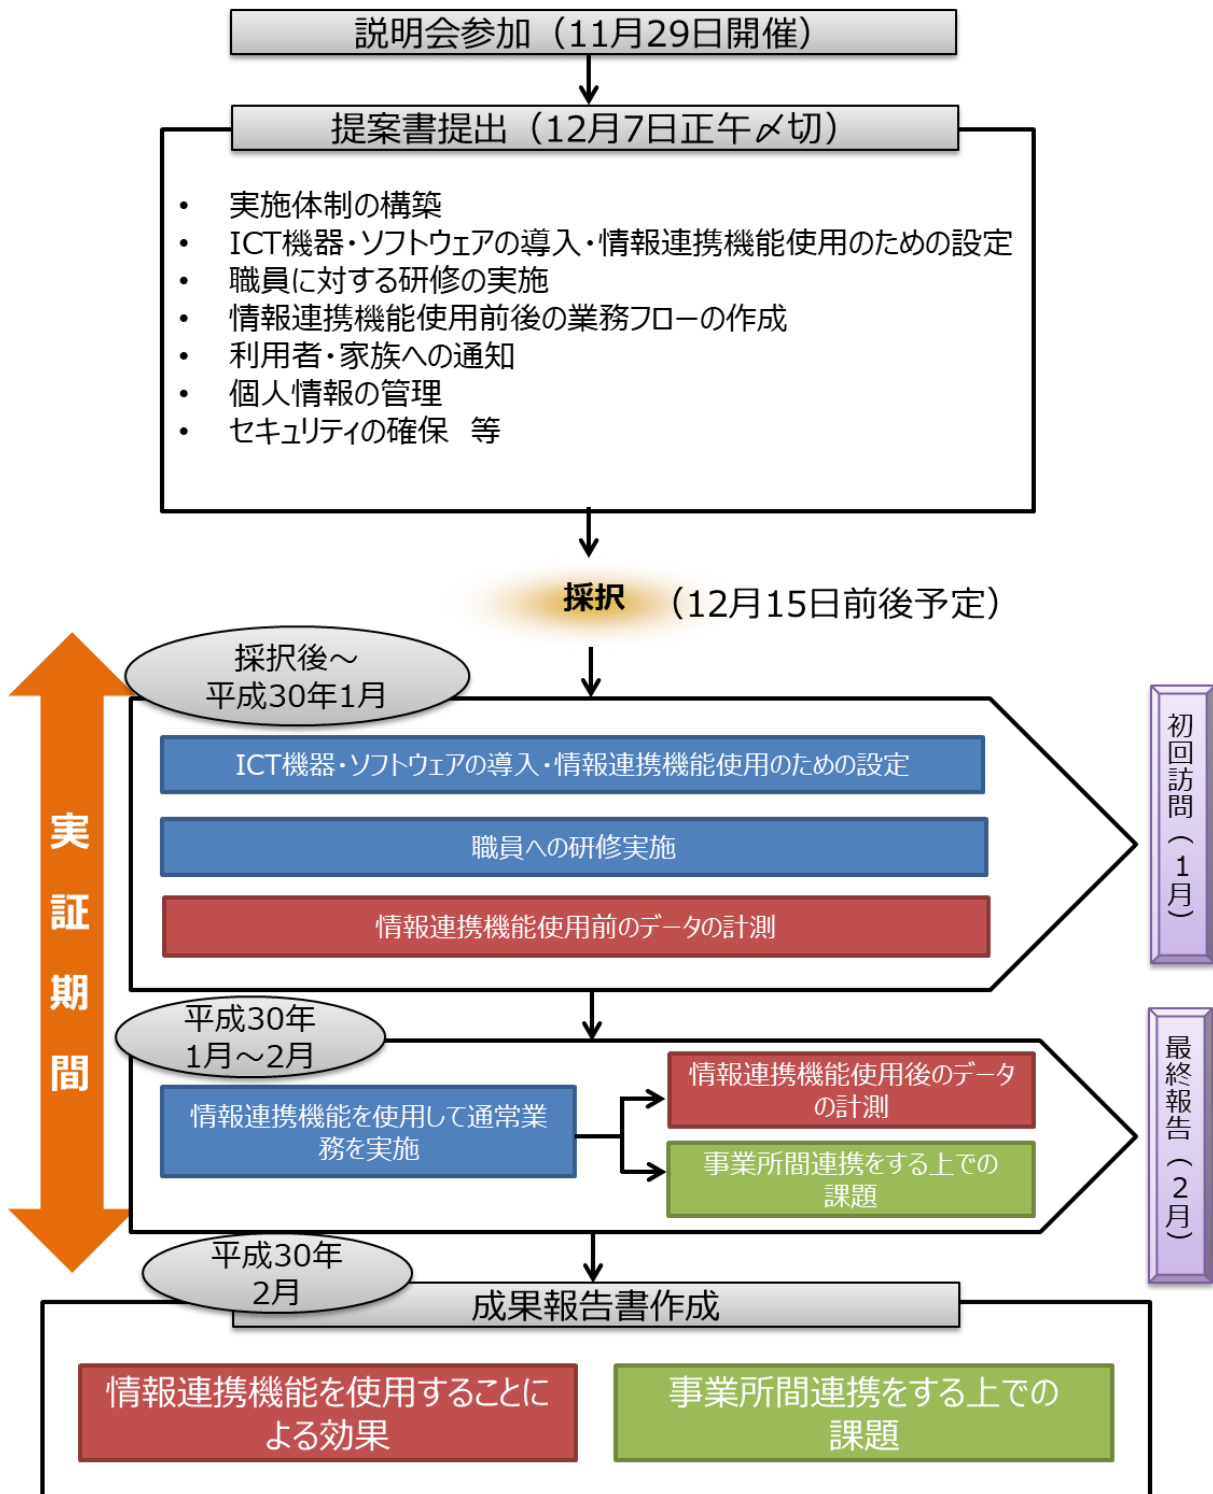 説明会参加（11月29日開催）
提案書提出（12月7日正午〆切）
• 実施体制の構築
• ICT機器・ソフトウェアの導入・情報連携機能使用のための設定
• 職員に対する研修の実施
• 情報連携機能使用前後の業務フローの作成
• 利用者・家族への通知
• 個人情報の管理
• セキュリティの確保　等
採択（12月15日前後予定）
採択後～
平成30年1月
ICT機器・ソフトウェアの導入・情報連携機能使用のための設定
職員への研修実施
情報連携機能使用前のデータの計測
初回訪問（1月）
実証期間
平成30年
1月～2月
情報連携機能を使用して通常業
務を実施
情報連携機能使用後のデータ
の計測
事業所間連携をする上での
課題
最終報告（2月）
平成30年
2月
成果報告書作成
情報連携機能を使用することに
よる効果
事業所間連携をする上での
課題